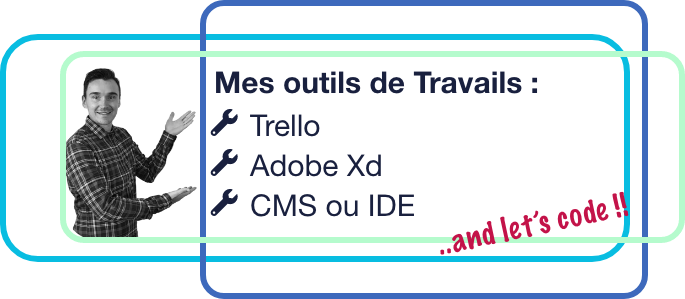 Mes outils de Travails :
Trello
Adobe Xd
CMS ou IDE
..and let's code !!